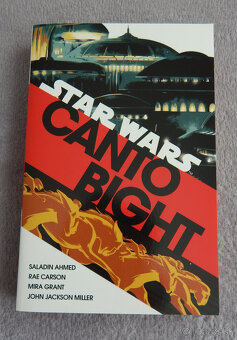 STAR WARS
CANTO
BIGHT
SALADIN AHMED
RAE CARSON
MIRA GRANT
JOHN JACKSON MILLER